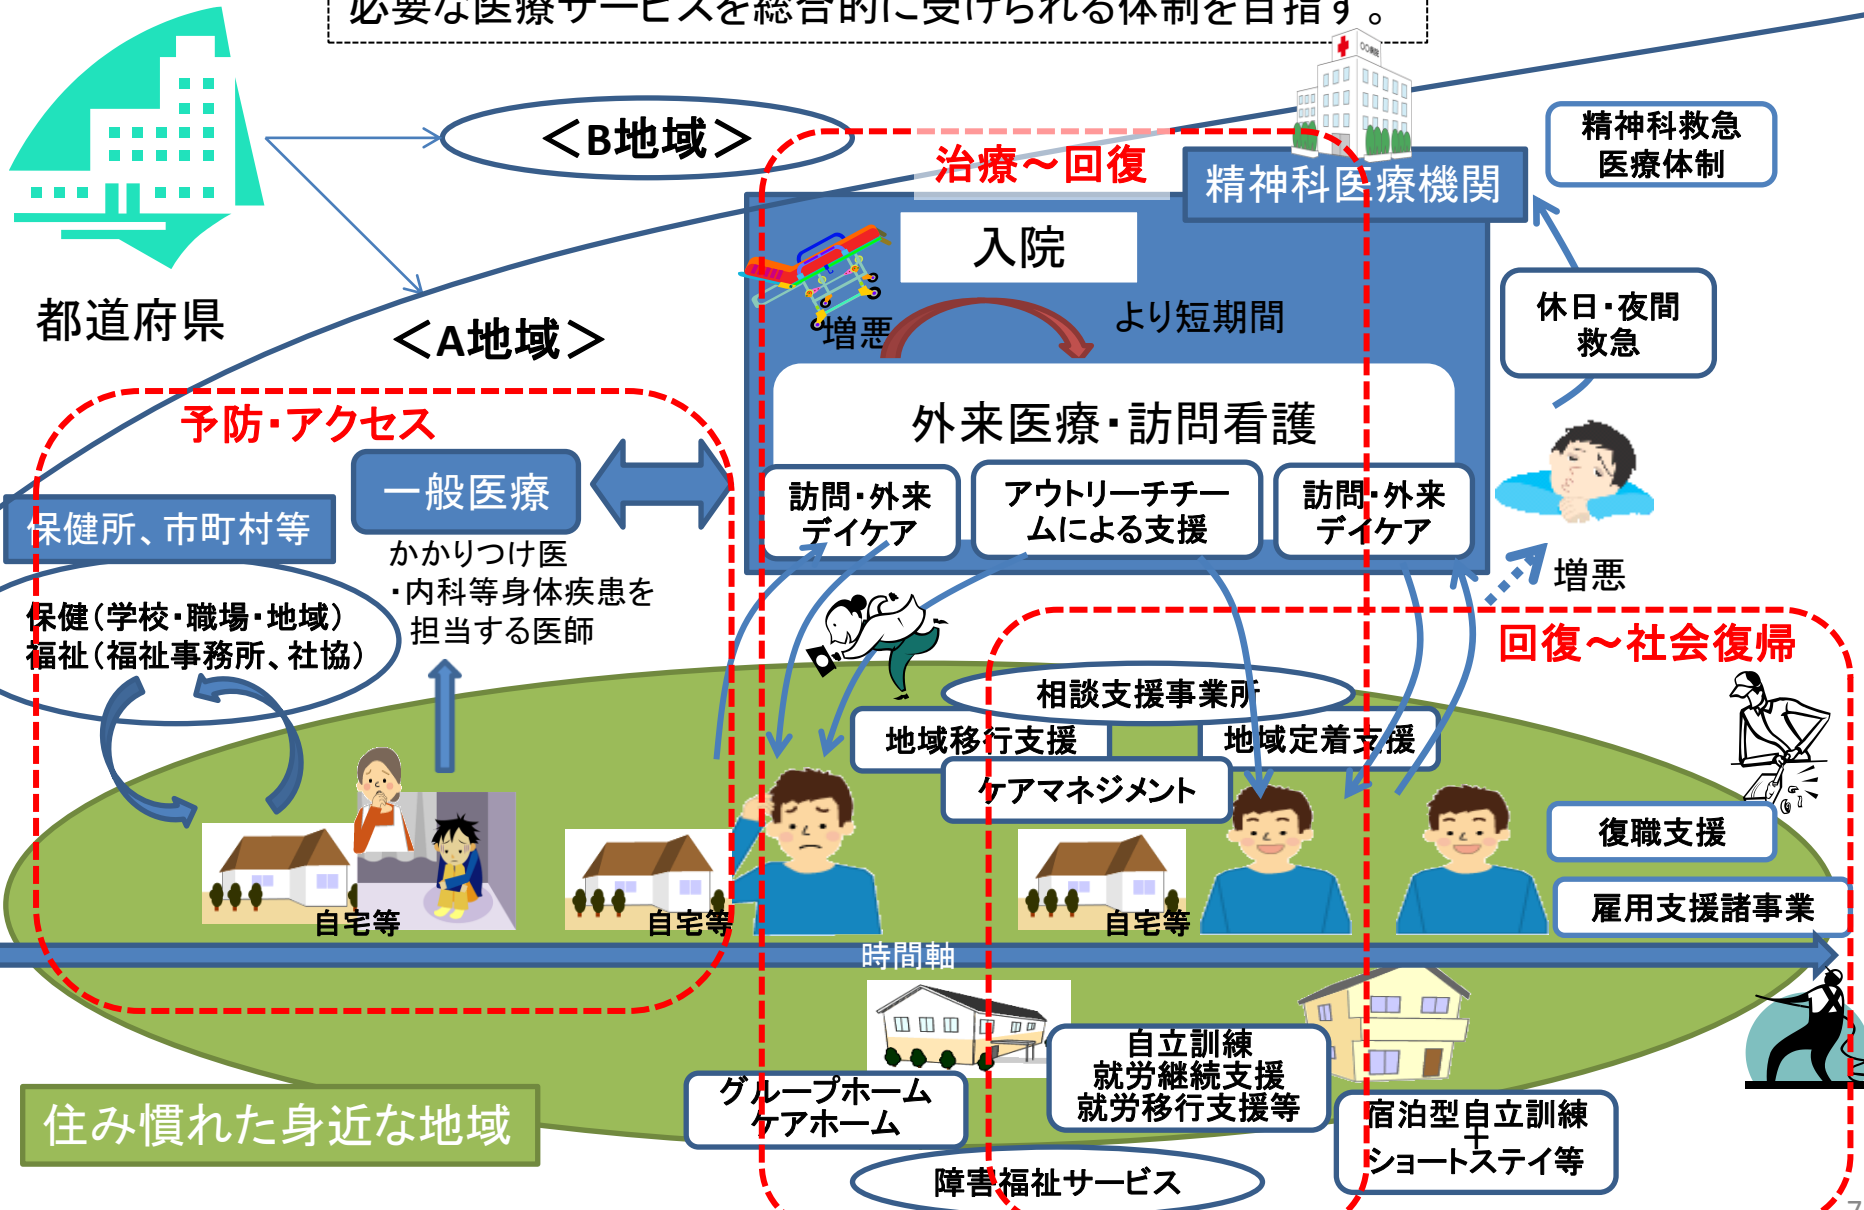 必要な医療サービスを総合的に受けられる体制を目指す。
○○病院
＜B地域＞
治療～回復
精神科医療機関
精神科救急
医療体制
都道府県
＜A地域＞
入院
増悪
より短期間
休日・夜間
救急
予防・アクセス
一般医療
外来医療・訪問看護
訪問・外来
デイケア
アウトリーチチー
ムによる支援
訪問・外来
デイケア
保健所、市町村等
かかりつけ医
・内科等身体疾患を
担当する医師
増悪
保健（学校・職場・地域）
福祉（福祉事務所、社協）
回復～社会復帰
相談支援事業所
地域移行支援
地域定着支援
ケアマネジメント
復職支援
雇用支援諸事業
自宅等
自宅等
自宅等
時間軸
自立訓練
就労継続支援
就労移行支援等
グループホーム
ケアホーム
宿泊型自立訓練
＋
ショートステイ等
住み慣れた身近な地域
障害福祉サービス
7